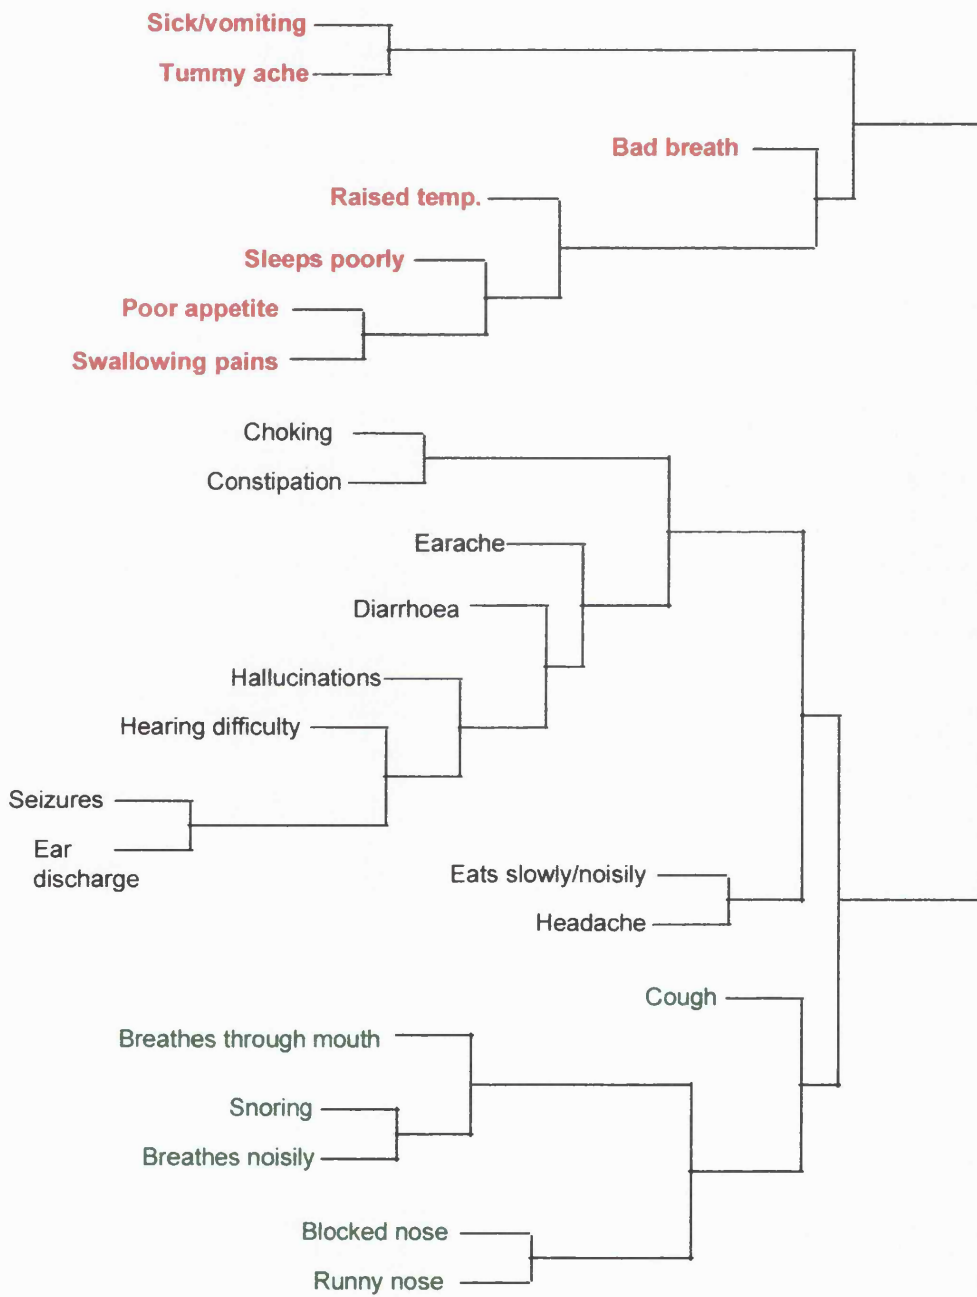 Sick/vomiting
Tummy ache
Bad breath
Raised temp.
Sleeps poorly
Poor appetite
Swallowing pains
Choking
Constipation
Earache
Diarrhoea
Hallucinations
Hearing difficulty
Seizures
Ear
discharge
Eats slowly/noisily
Headache
Cough
Breathes through mouth
Snoring
Breathes noisily
Blocked nose
Runny nose